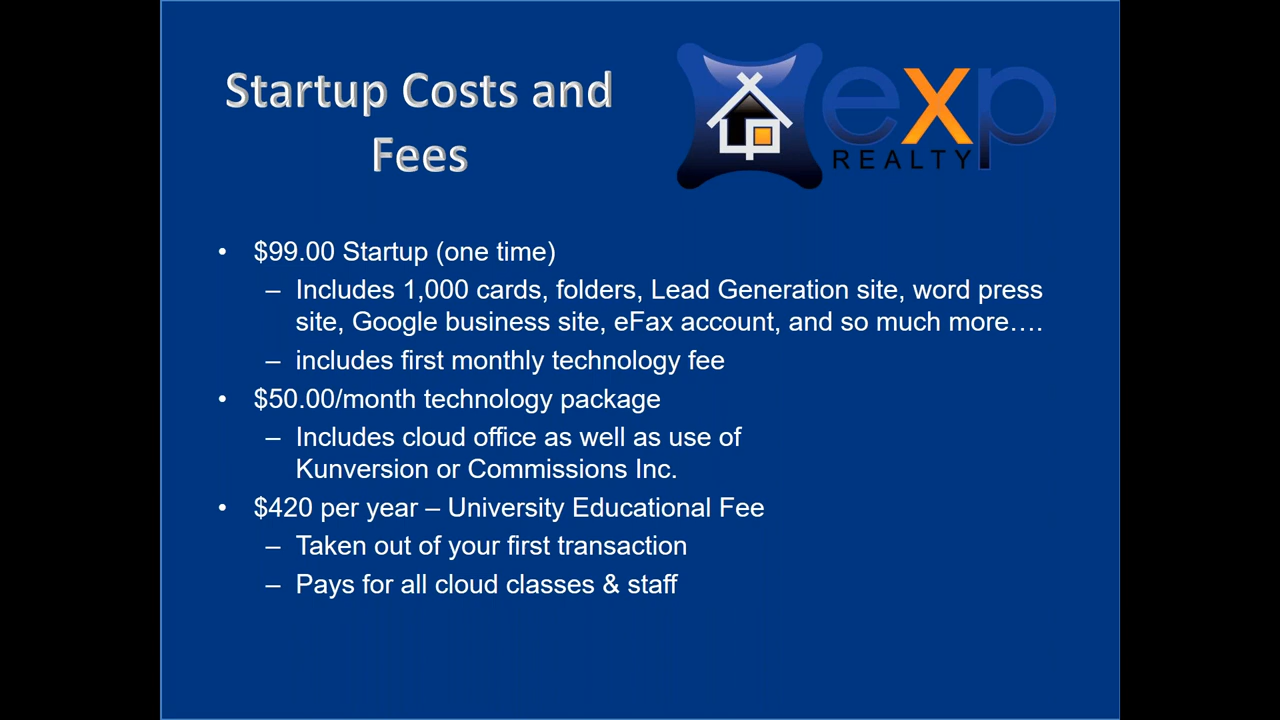 Startup Costs and
Fees
exp
REALTY
• $99.00 Startup (one time)
– Includes 1,000 cards, folders, Lead Generation site, word press
site, Google business site, eFax account, and so much more….
– includes first monthly technology fee
• $50.00/month technology package
– Includes cloud office as well as use of
Kunversion or Commissions Inc.
• $420 per year – University Educational Fee
– Taken out of your first transaction
– Pays for all cloud classes & staff